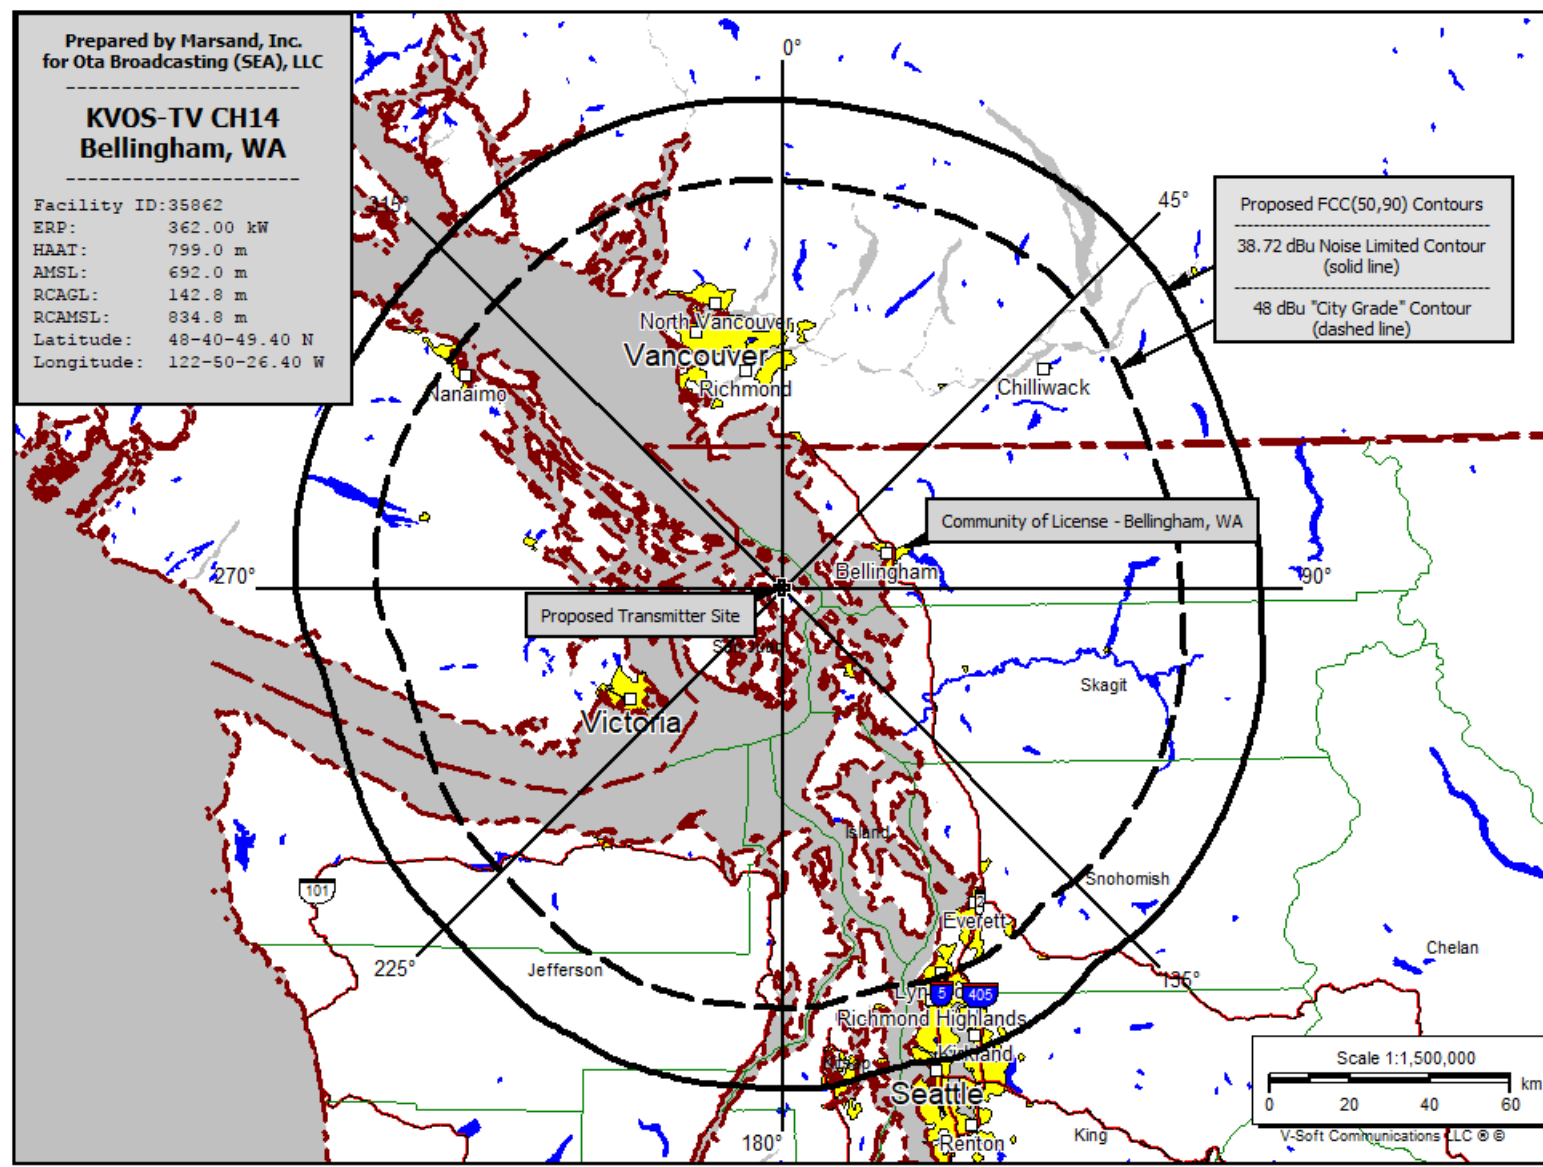 Prepared by Marsand, Inc.
for Ota Broadcasting (SEA), LLC
---------------------
KVOS-TV CH14
Bellingham, WA
---------------------
Facility ID:35862
ERP: 362.00 kW
HAAT: 799.0 m
AMSL: 692.0 m
RCAGL: 142.8 m
RCAMSL: 834.8 m
Latitude: 48-40-49.40 N
Longitude: 122-50-26.40 W
0°
315°
45°
Proposed FCC(50,90) Contours
38.72 dBu Noise Limited Contour
(solid line)
48 dBu "City Grade" Contour
(dashed line)
North Vancouver
Vancouver
Richmond
Nanaimo
Chilliwack
Community of License - Bellingham, WA
Bellingham
270°
90°
Proposed Transmitter Site
San Juan
Skagit
Victoria
Island
101
Snohomish
2
Everett
Chelan
225°
Jefferson
135°
5
405
Richmond Highlands
Kirkland
Kitsap
Seattle
Scale 1:1,500,000
km
0 20 40 60
V-Soft Communications LLC ® ©
180°
Renton
King